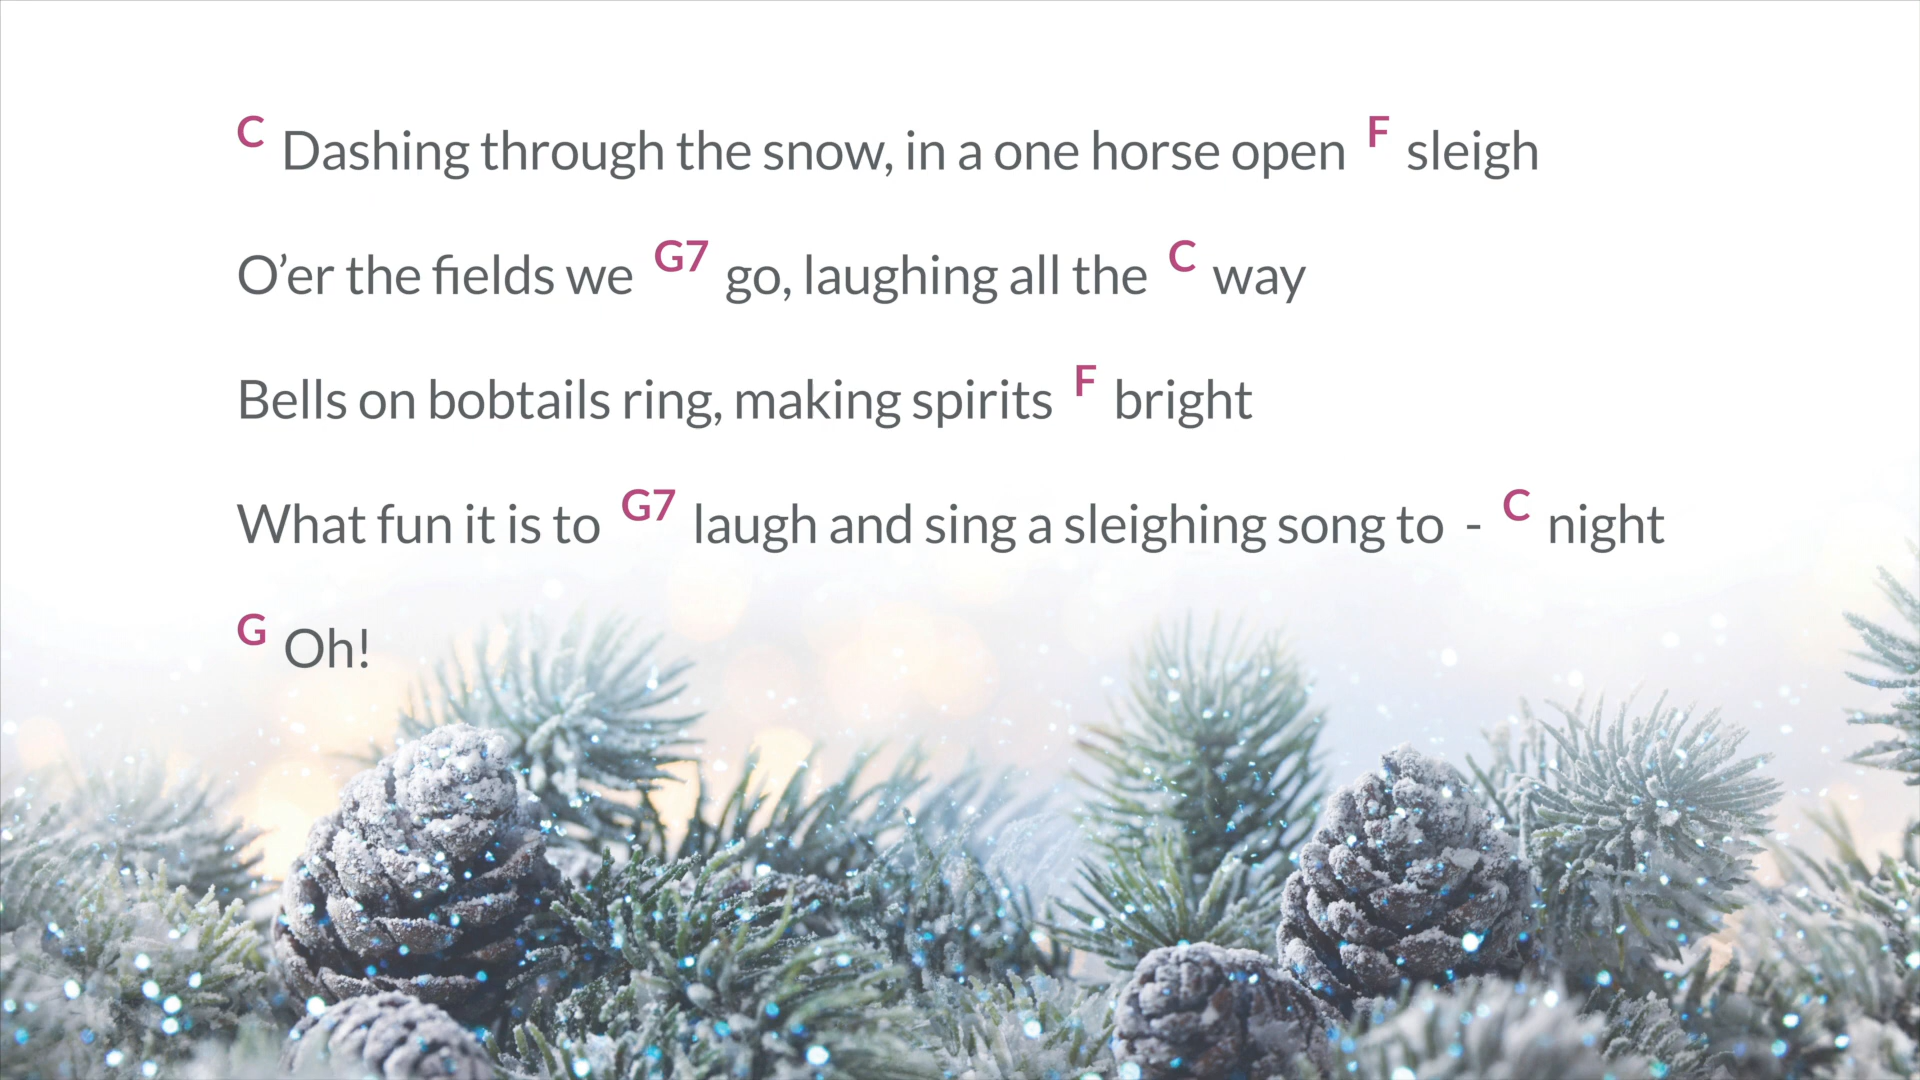 C Dashing through the snow, in a one horse open F sleigh
O’er the fields we G7 go, laughing all the C way
Bells on bobtails ring, making spirits F bright
What fun it is to G7 laugh and sing a sleighing song to - C night
G Oh!